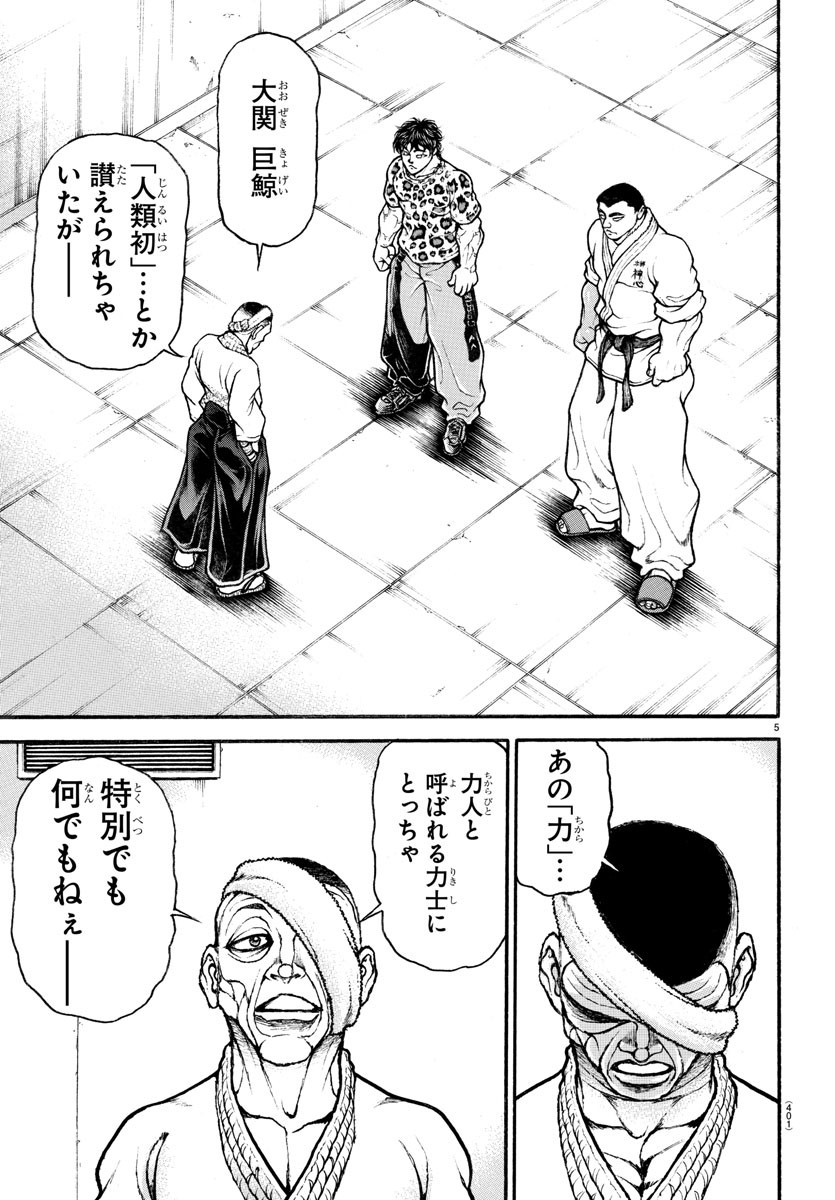 大関 巨鯨
「人類初」…とか
讃えられちゃ
いたが──
5
あの「力」…
力人と
呼ばれる力士に
とっちゃ
特別でも
何でもねぇ──
(401)